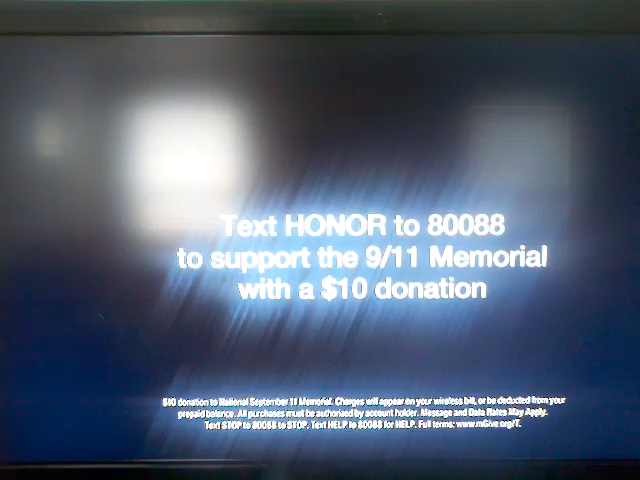 Text HONOR to 80088
to support the 9/11 Memorial
with a $10 donation
$10 donation to National September 11 Memorial. Charges will appear on your wireless bill, or be deducted from your
prepaid balance. All purchases must be authorized by account holder. Message and Data Rates May Apply.
Text STOP to 80088 to STOP. Text HELP to 80088 for HELP. Full terms: www.mGive.org/T.